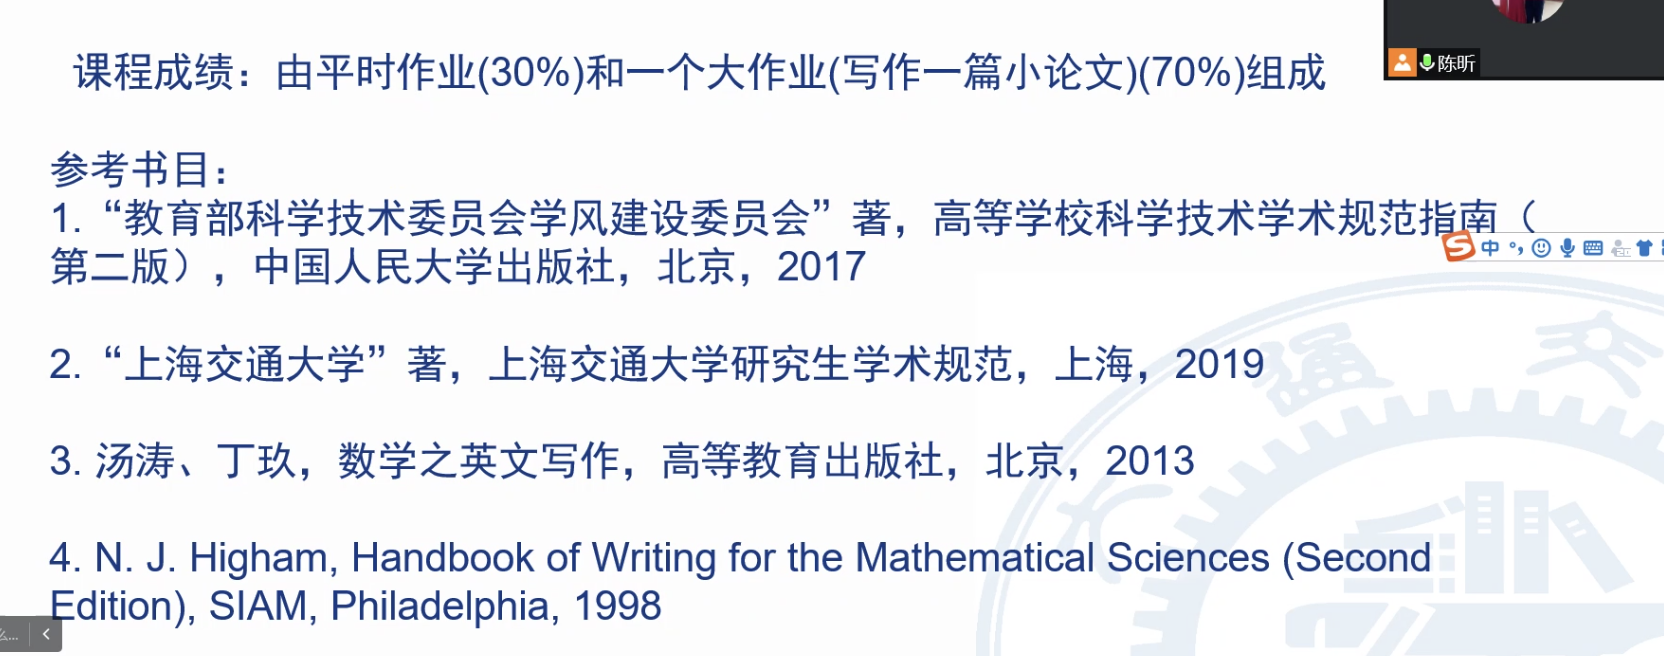 课程成绩：由平时作业(30%)和一个大作业(写作一篇小论文)(70%)组成
陈昕
参考书目：
1. “教育部科学技术委员会学风建设委员会”著，高等学校科学技术学术规范指南（
第二版），中国人民大学出版社，北京，2017
中
2. “上海交通大学”著，上海交通大学研究生学术规范，上海，2019
通 交
3. 汤涛、丁玖，数学之英文写作，高等教育出版社，北京，2013
大
4. N. J. Higham, Handbook of Writing for the Mathematical Sciences (Second
Edition), SIAM, Philadelphia, 1998